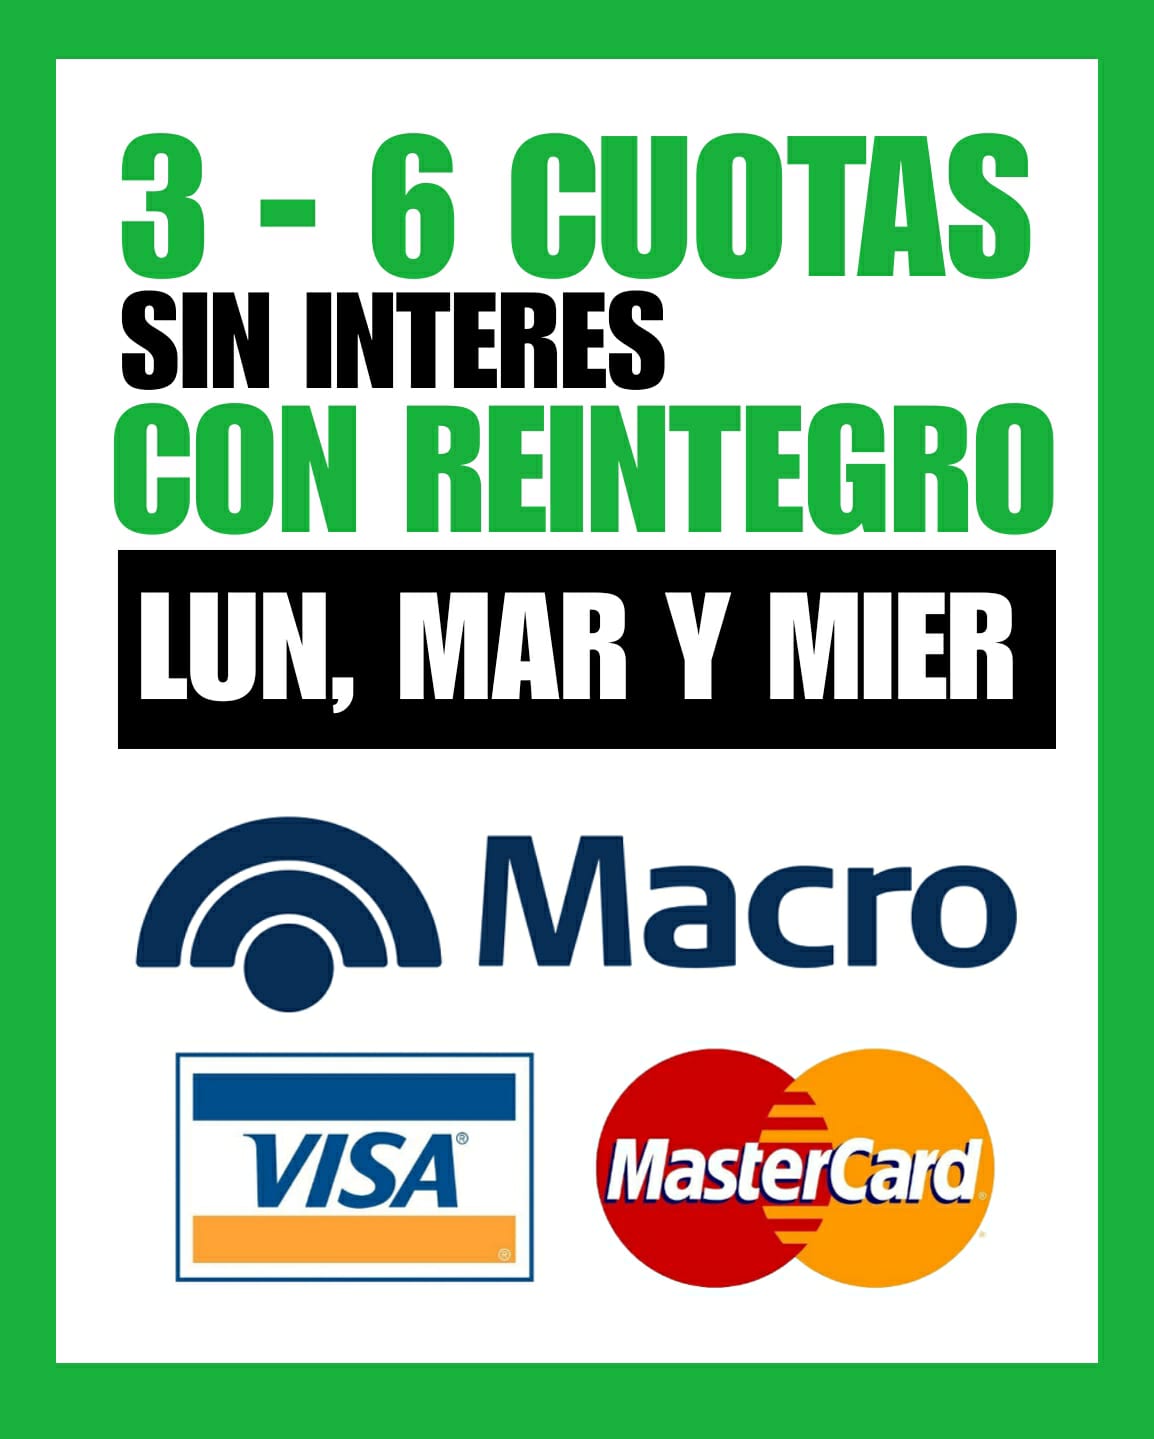 3 - 6 CUOTAS
SIN INTERES
CON REINTEGRO
LUN, MAR Y MIER
Macro
VISA®
®
MasterCard®